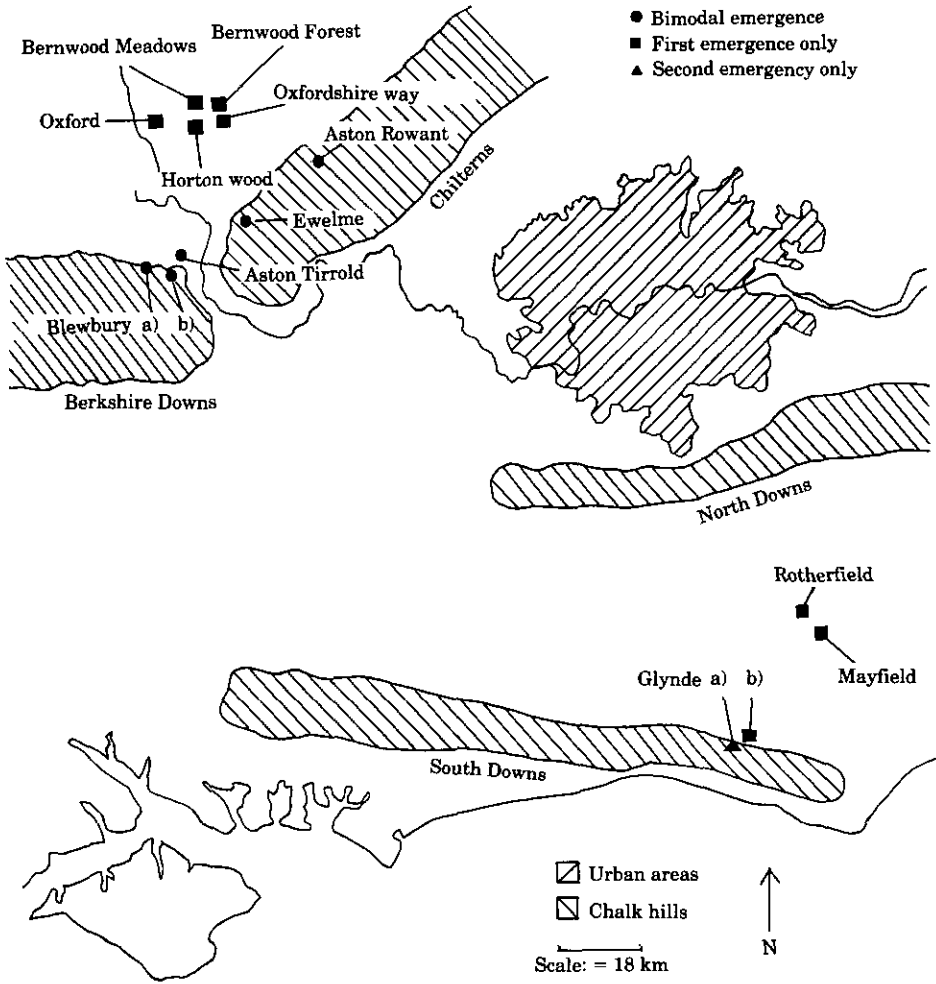 Bimodal emergence
First emergence only
Second emergency only
Bernwood Meadows
Bernwood Forest
Oxford
Oxfordshire way
Horton wood
Aston Rowant
Ewelme
Chilterns
Aston Tirrold
Blewbury a) b)
Berkshire Downs
North Downs
Rotherfield
Mayfield
Glynde a) b)
South Downs
Urban areas
Chalk hills
N
Scale: = 18 km